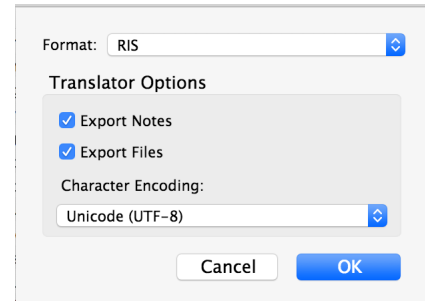 Format: RIS
Translator Options
Export Notes
Export Files
Character Encoding:
Unicode (UTF-8)
Cancel OK